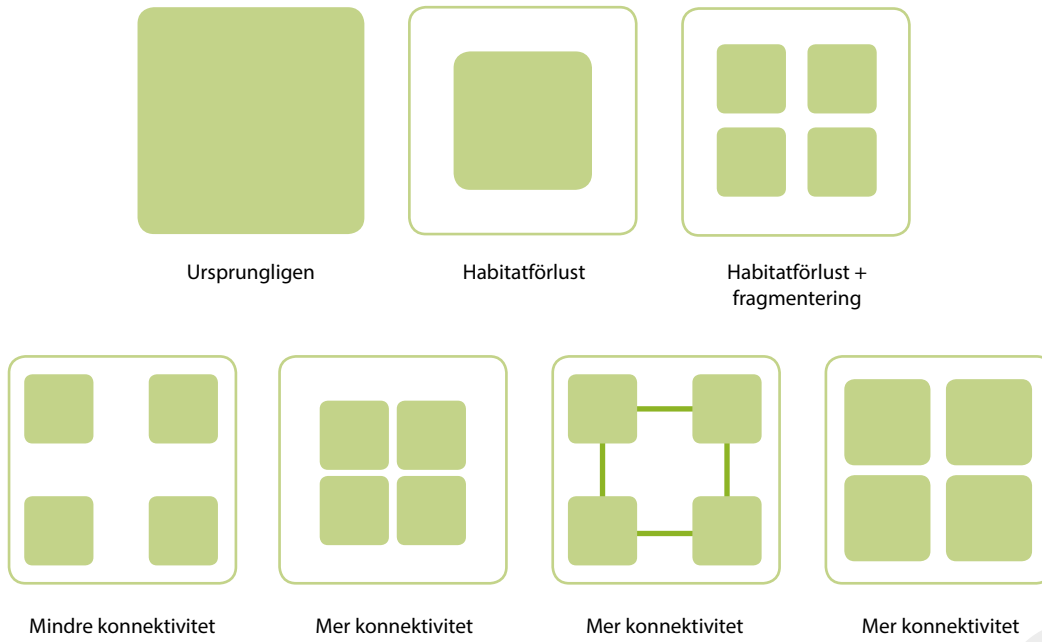 Ursprungligen
Habitatförlust
Habitatförlust +
fragmentering
Mindre konnektivitet
Mer konnektivitet
Mer konnektivitet
Mer konnektivitet